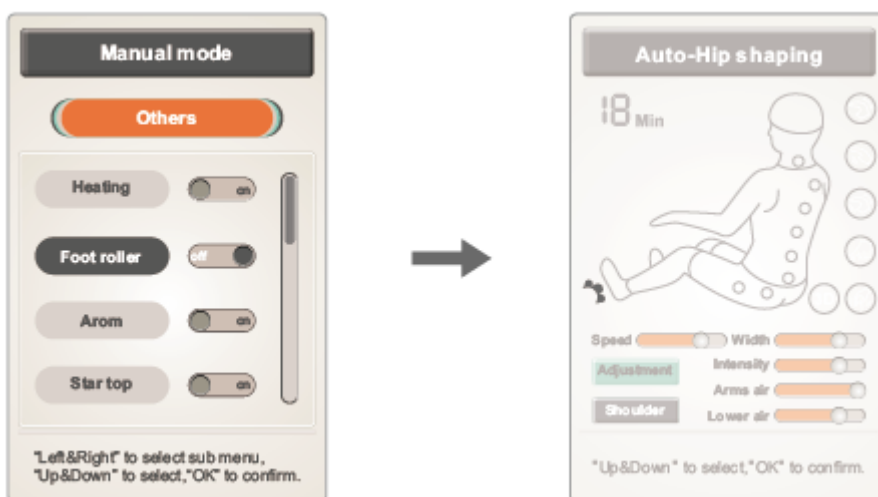 Manual mode
Others
Heating on
Foot roller off
Arom on
Star top on
"Left&Right" to select sub menu,
"Up&Down" to select,"OK" to confirm.
Auto-Hip shaping
18 Min
Speed Width
Adjustment Intensity
Arms air
Shoulder Lower air
"Up&Down" to select,"OK" to confirm.